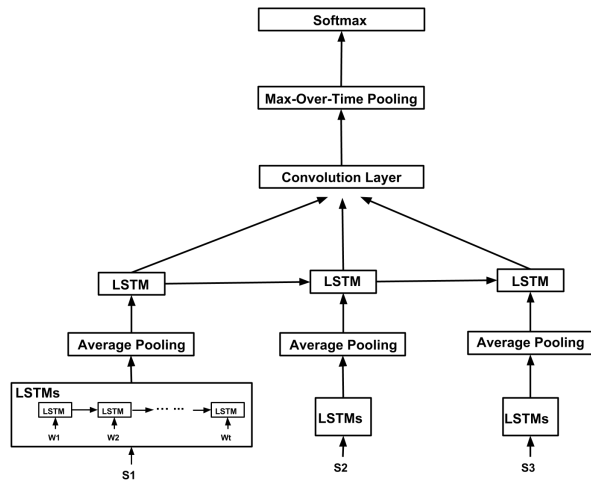 Softmax
Max-Over-Time Pooling
Convolution Layer
LSTM LSTM LSTM
Average Pooling Average Pooling Average Pooling
LSTMs
LSTM LSTM ... ... LSTM
LSTMs LSTMs
W1 W2 Wt
S1 S2 S3